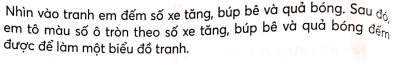 Nhìn vào tranh em đếm số xe tăng, búp bê và quả bóng. Sau đó,
em tô màu số ô tròn theo số xe tăng, búp bê và quả bóng đếm
được để làm một biểu đồ tranh.